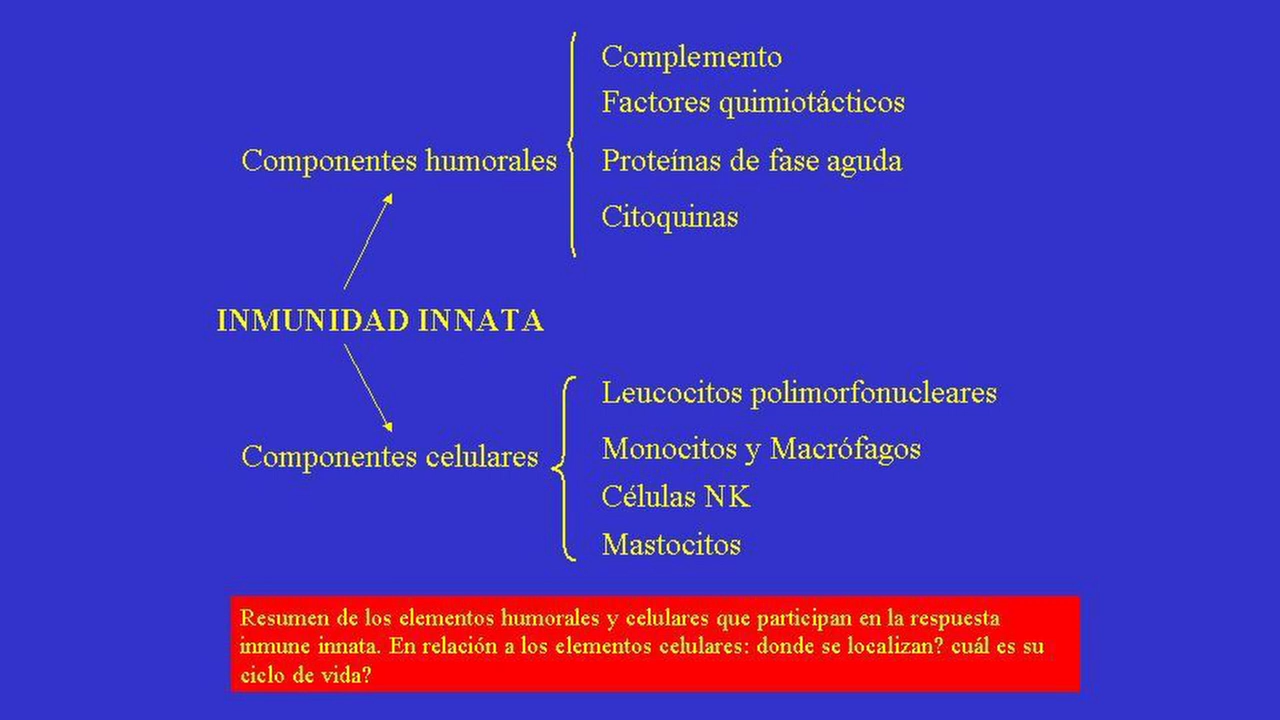 Complemento
Factores quimiotácticos
Componentes humorales
Proteínas de fase aguda
Citoquinas
INMUNIDAD INNATA
Leucocitos polimorfonucleares
Componentes celulares
Monocitos y Macrófagos
Células NK
Mastocitos
Resumen de los elementos humorales y celulares que participan en la respuesta
inmune innata. En relación a los elementos celulares: donde se localizan? cuál es su
ciclo de vida?